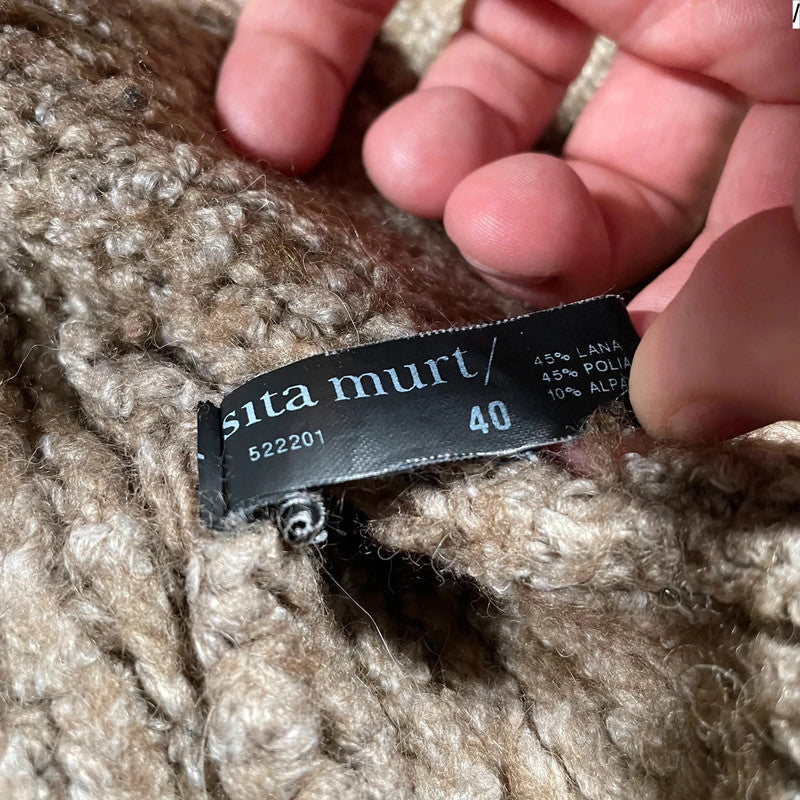 sita murt/
522201
40
45% LANA
45% POLIA
10% ALPA